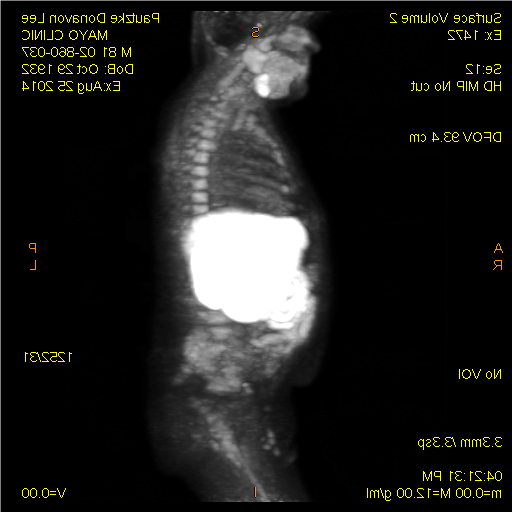 Surface Volume 2
Ex: 1472
Se:12
HD MIP No cut
DFOV 93.4 cm
A
R
No VOI
3.3mm /3.3sp
04:21:31 PM
m=0.00 M=12.00 g/ml
S
I
Pautzke Donavon Lee
MAYO CLINIC
M 81 02-860-037
DoB: Oct 29 1932
Ex:Aug 25 2014
P
L
1252/31
V=0.00